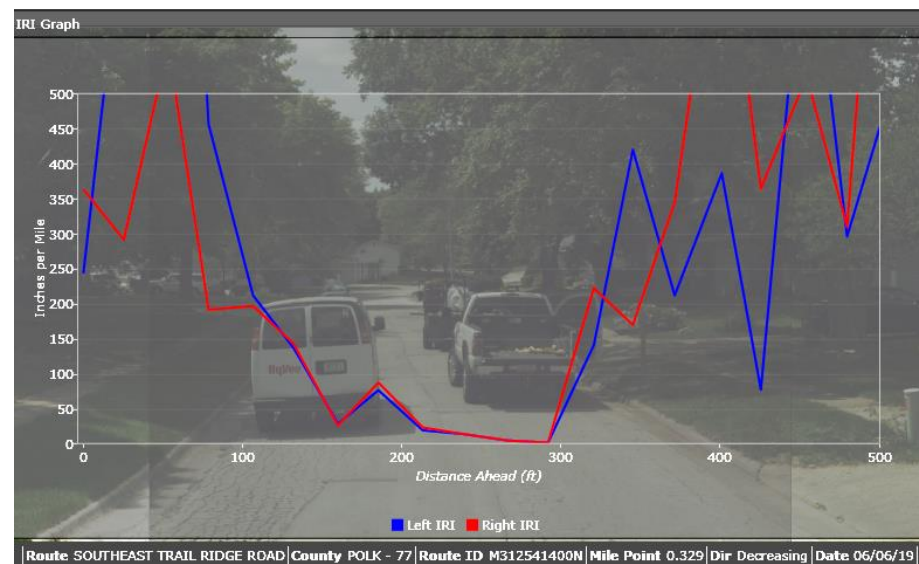 IRI Graph
500
450
400
350
300
250
200
150
100
50
0
Inches per Mile
0 100 200 300 400 500
Distance Ahead (ft)
Left IRI Right IRI
HyVee
Route SOUTHEAST TRAIL RIDGE ROAD County POLK - 77 Route ID M312541400N Mile Point 0.329 Dir Decreasing Date 06/06/19